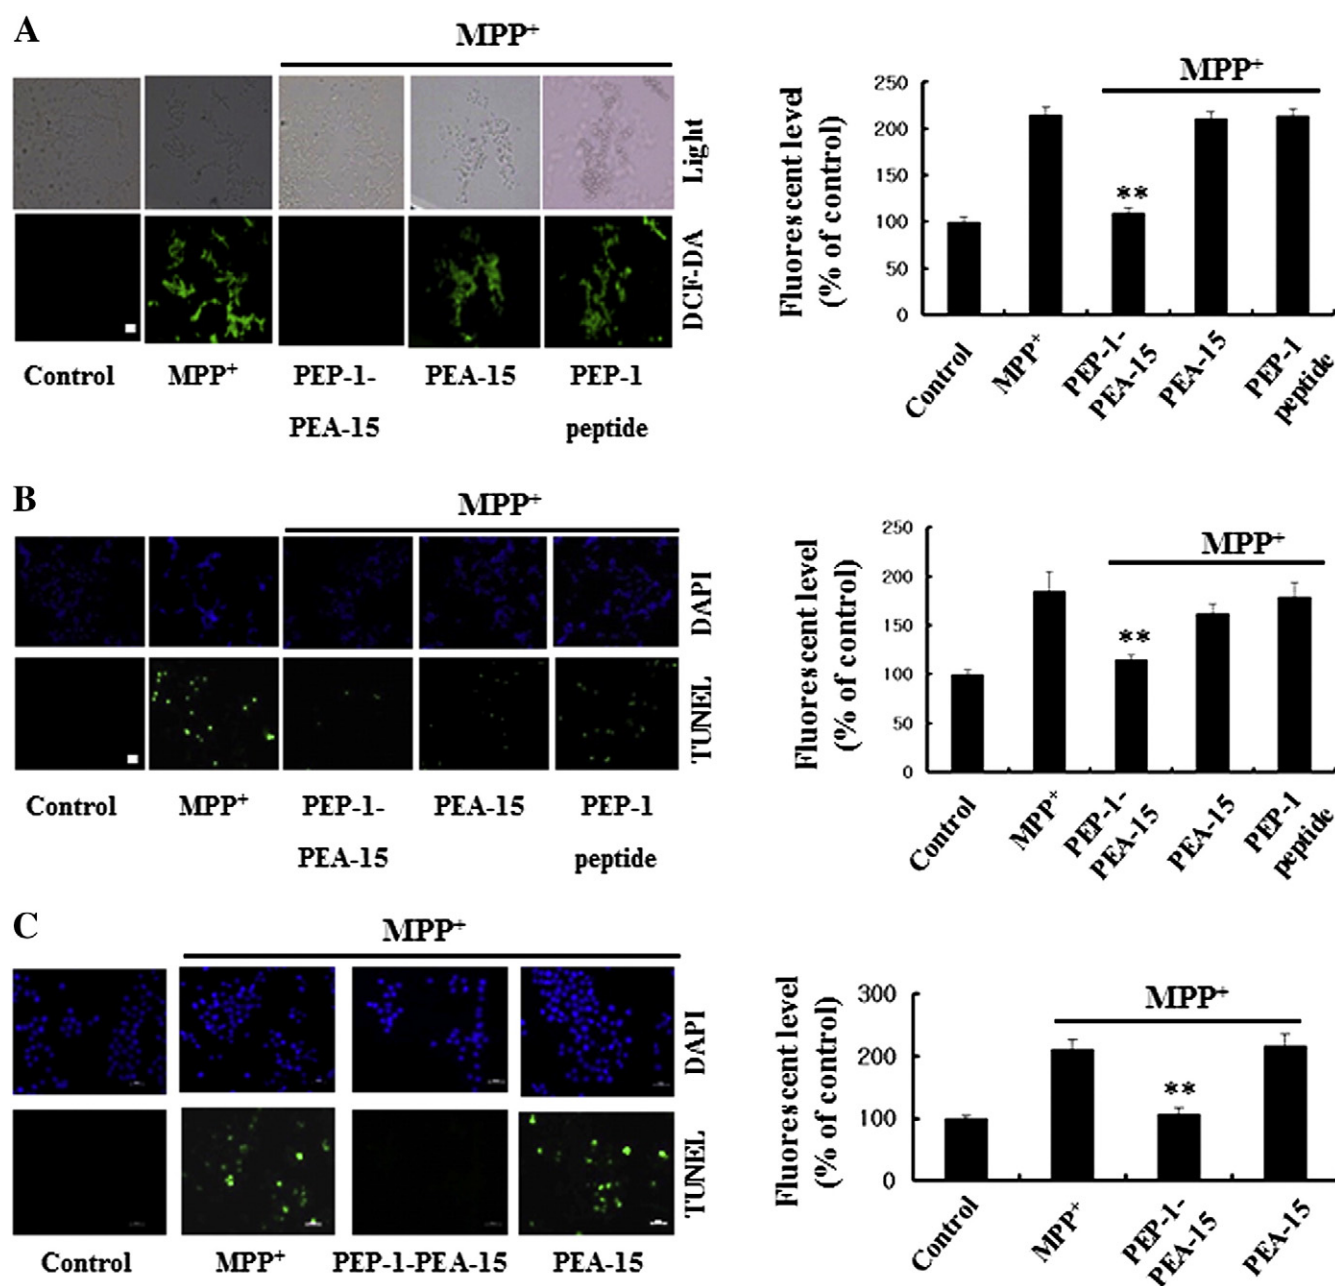 A
MPP+
Light
DCF-DA
Control
MPP+
PEP-1-
PEA-15
PEA-15
PEP-1
peptide
Fluorescent level
(% of control)
250
200
150
100
50
0
MPP+
**
Control
MPP+
PEP-1-
PEA-15
PEA-15
PEP-1
peptide
B
MPP+
DAPI
TUNEL
Control
MPP+
PEP-1-
PEA-15
PEA-15
PEP-1
peptide
Fluorescent level
(% of control)
250
200
150
100
50
0
MPP+
**
Control
MPP+
PEP-1-
PEA-15
PEA-15
PEP-1
peptide
C
MPP+
DAPI
TUNEL
Control
MPP+
PEP-1-PEA-15
PEA-15
Fluorescent level
(% of control)
300
200
100
0
MPP+
**
Control
MPP+
PEP-1-
PEA-15
PEA-15